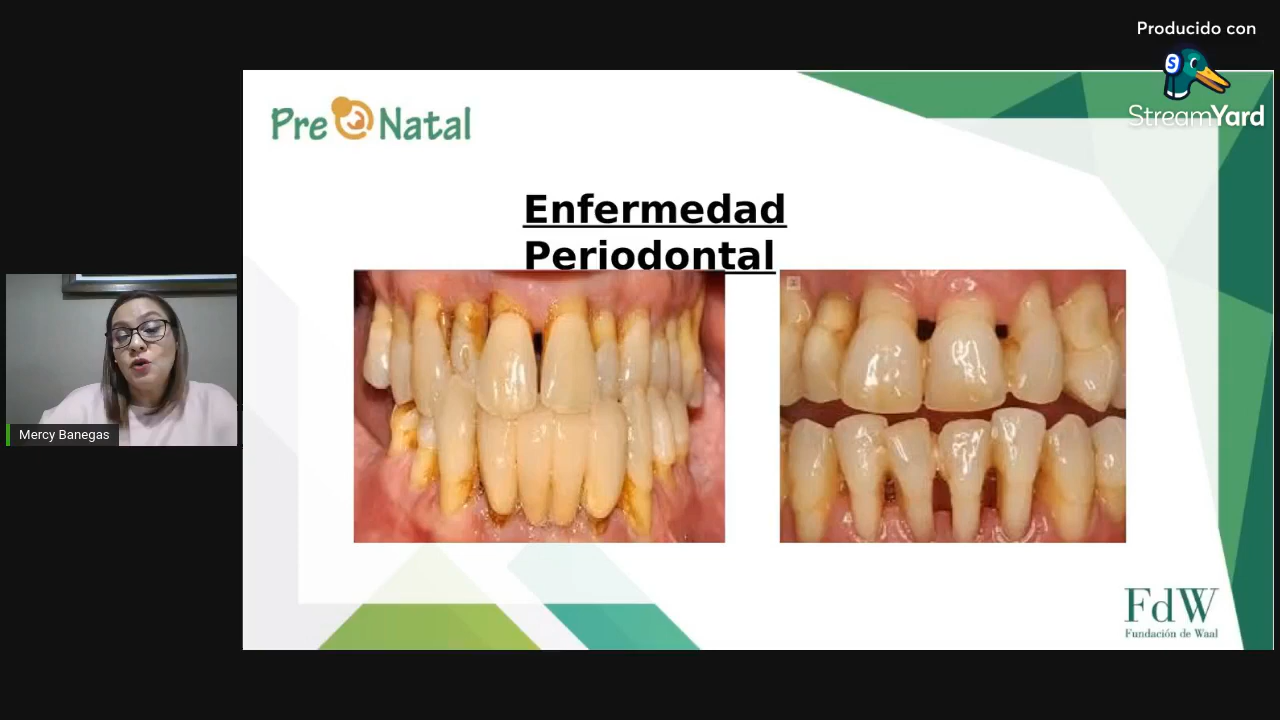 Producido con
StreamYard
Pre Natal
Enfermedad
Periodontal
Mercy Banegas
FdW
Fundación de Waal